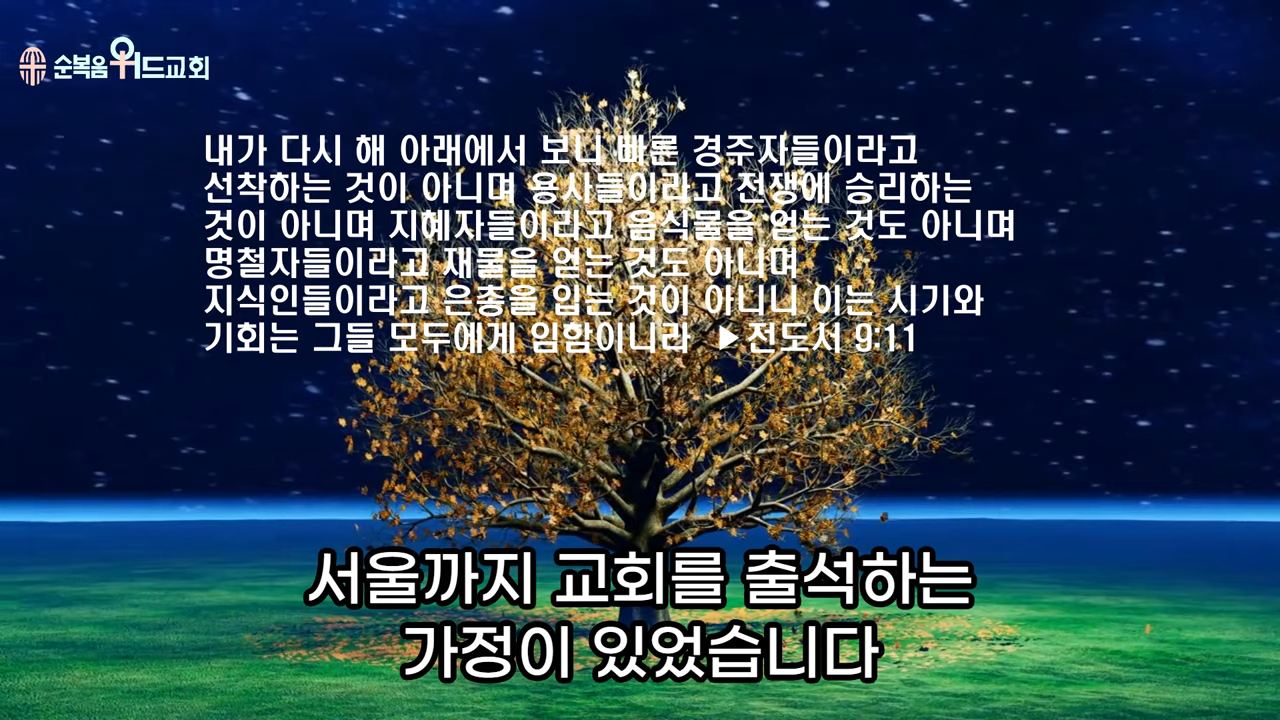 순복음위드교회
내가 다시 해 아래에서 보니 빠른 경주자들이라고
선착하는 것이 아니며 용사들이라고 전쟁에 승리하는
것이 아니며 지혜자들이라고 음식물을 얻는 것도 아니며
명철자들이라고 재물을 얻는 것도 아니며
지식인들이라고 은총을 입는 것이 아니니 이는 시기와
기회는 그들 모두에게 임함이니라 ▶전도서 9:11
서울까지 교회를 출석하는
가정이 있었습니다